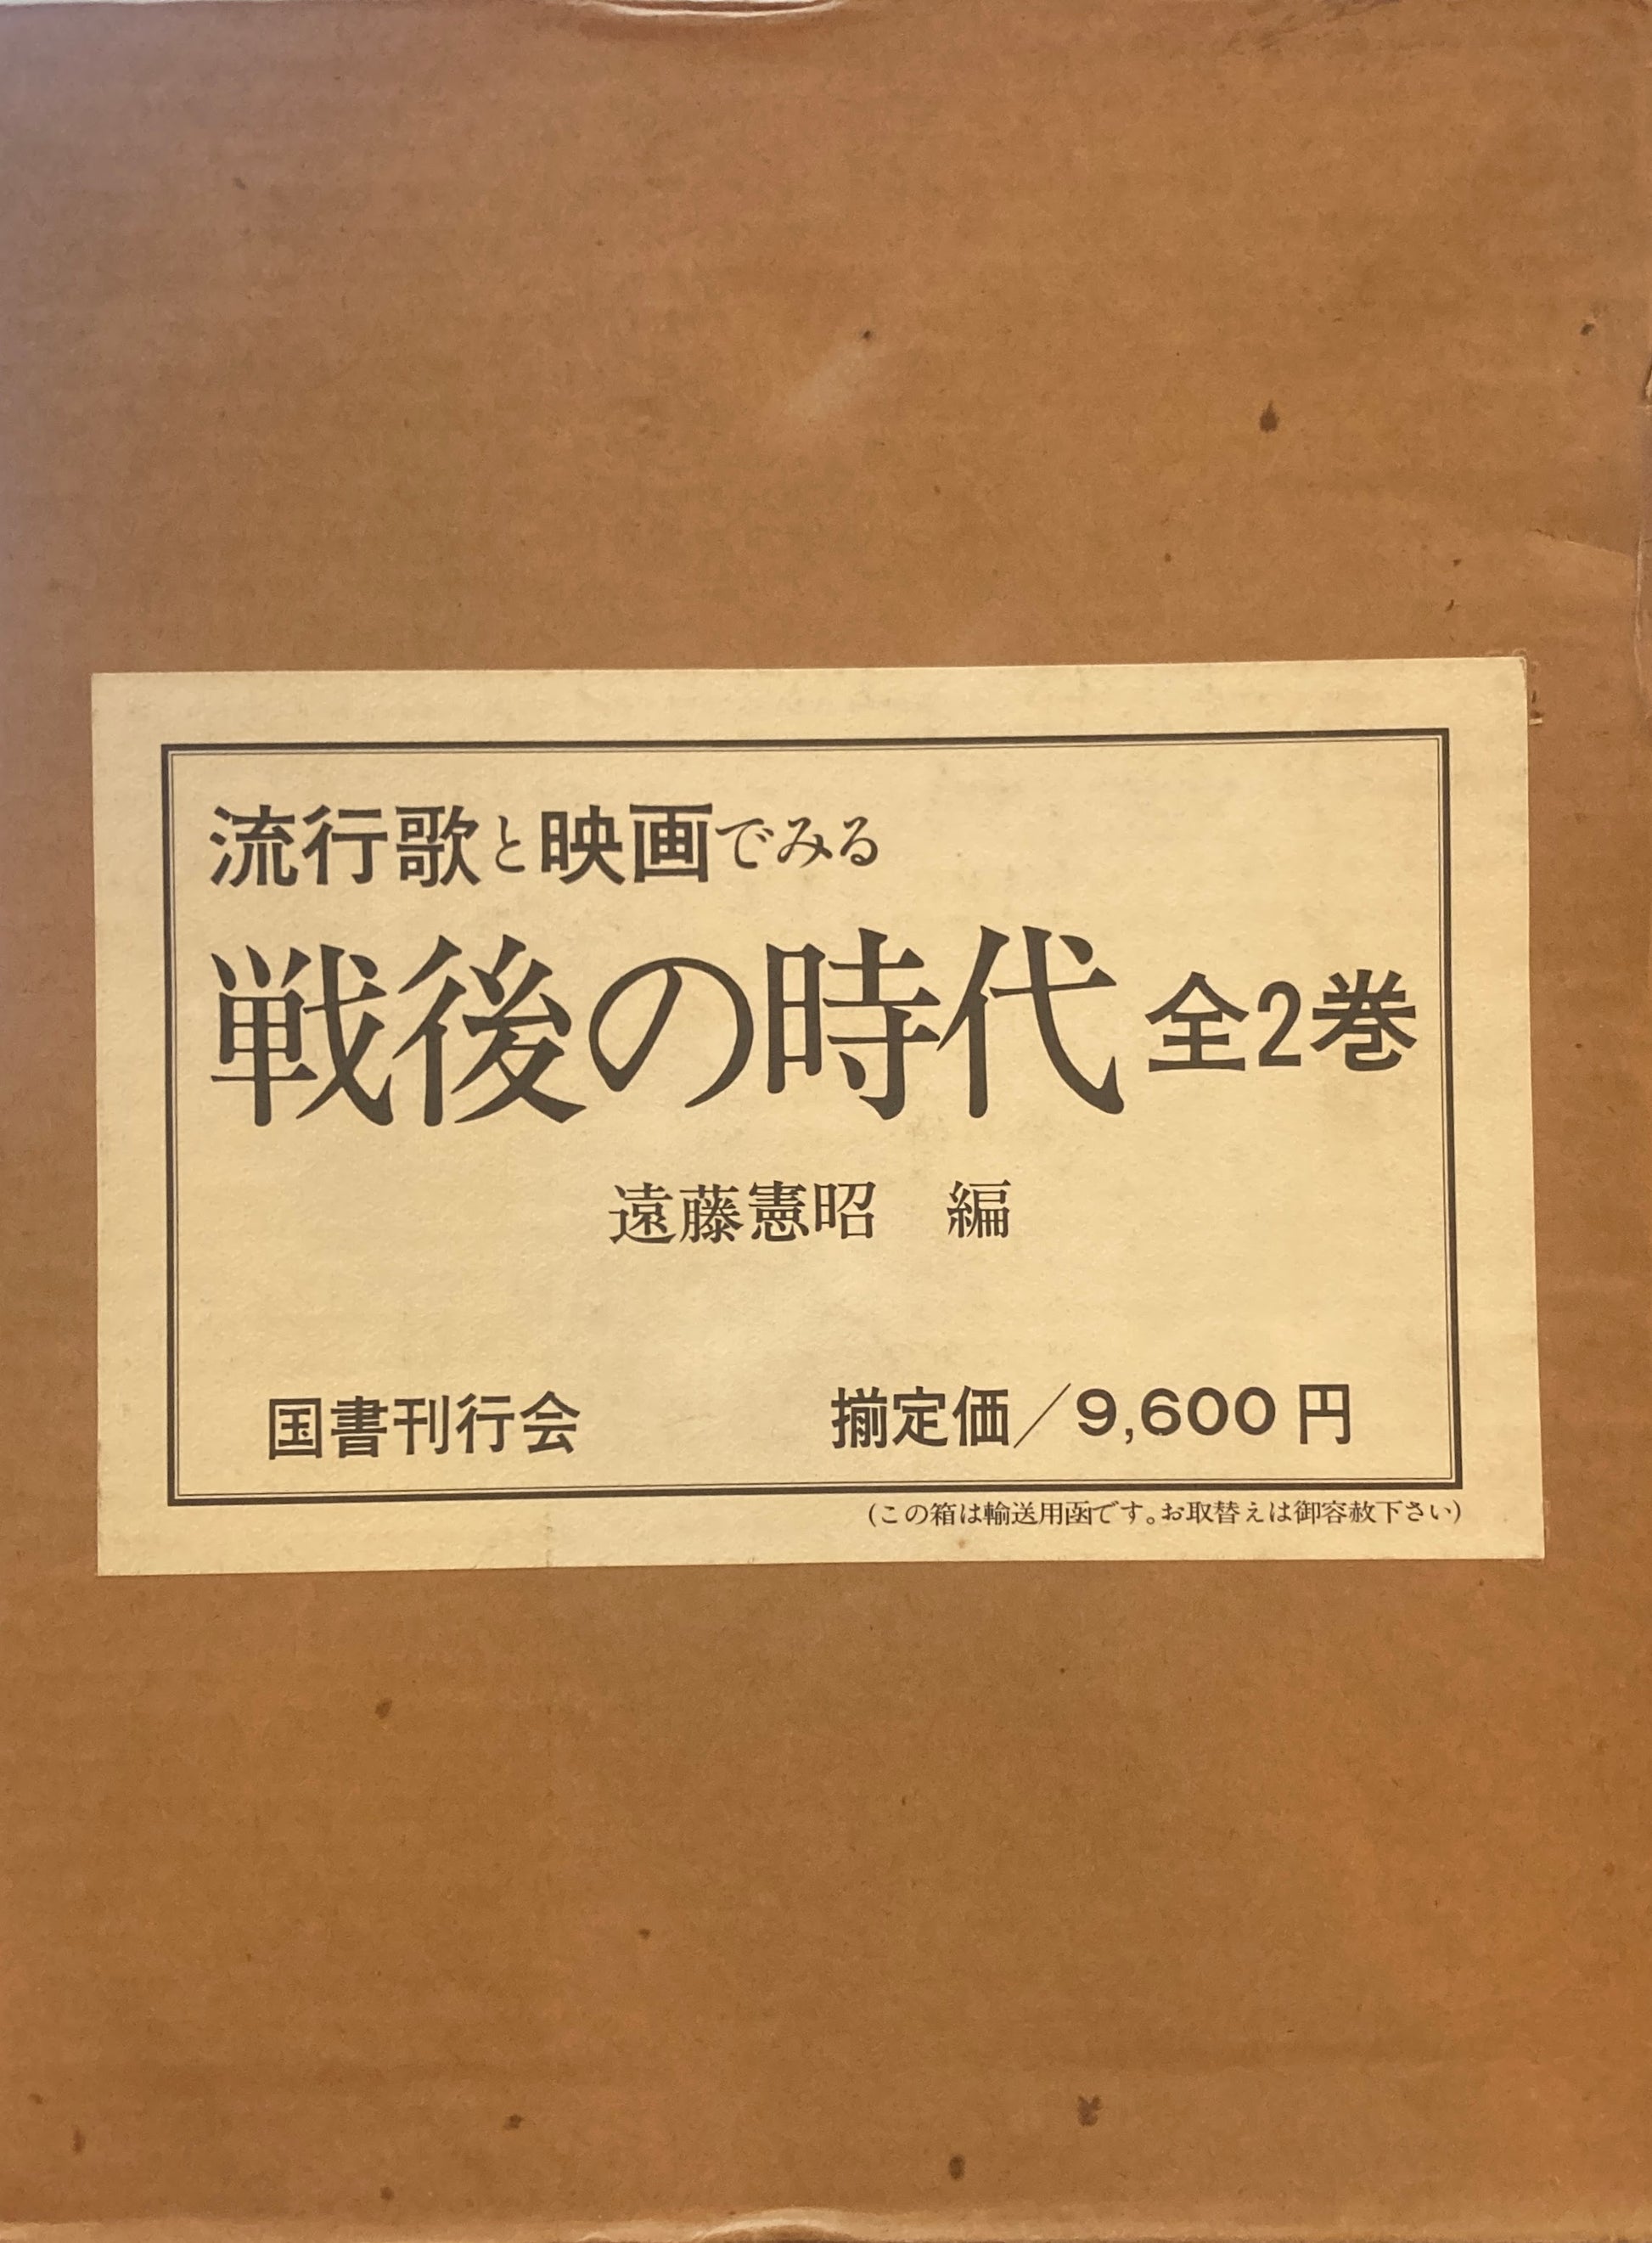 流行歌と映画でみる
戦後の時代 全2巻
遠藤憲昭 編
国書刊行会 揃定価/9,600円
(この箱は輸送用函です。お取替えは御容赦下さい)